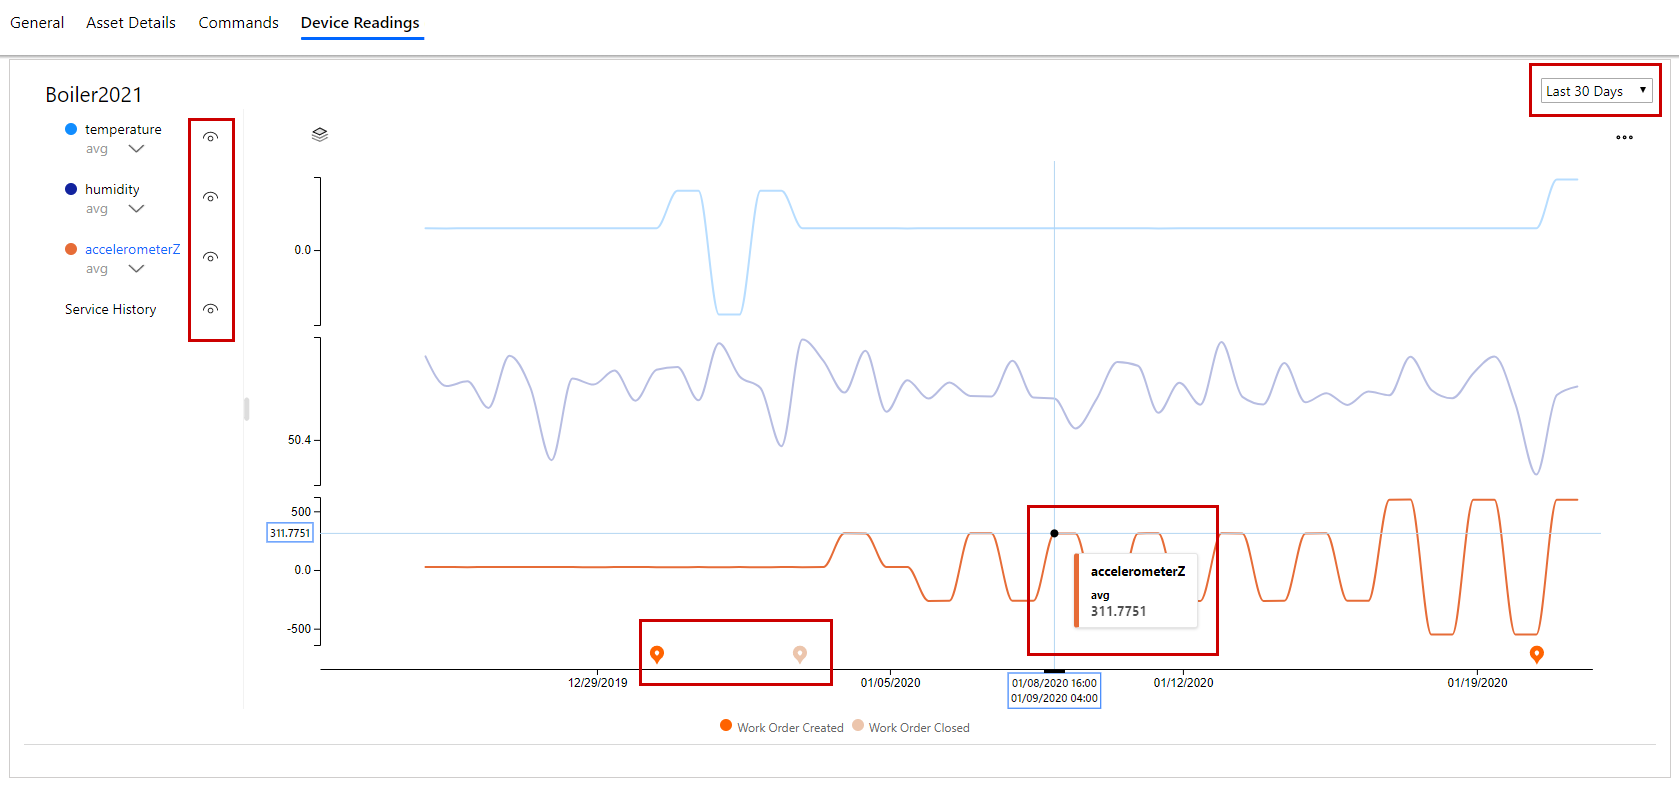 General Asset Details Commands Device Readings
Boiler2021
Last 30 Days
temperature
avg
humidity
avg
accelerometerZ
avg
Service History
0.0
50.4
500
311.7751
0.0
-500
accelerometerZ
avg
311.7751
12/29/2019 01/05/2020 01/08/2020 16:00 01/12/2020 01/19/2020
01/09/2020 04:00
Work Order Created Work Order Closed